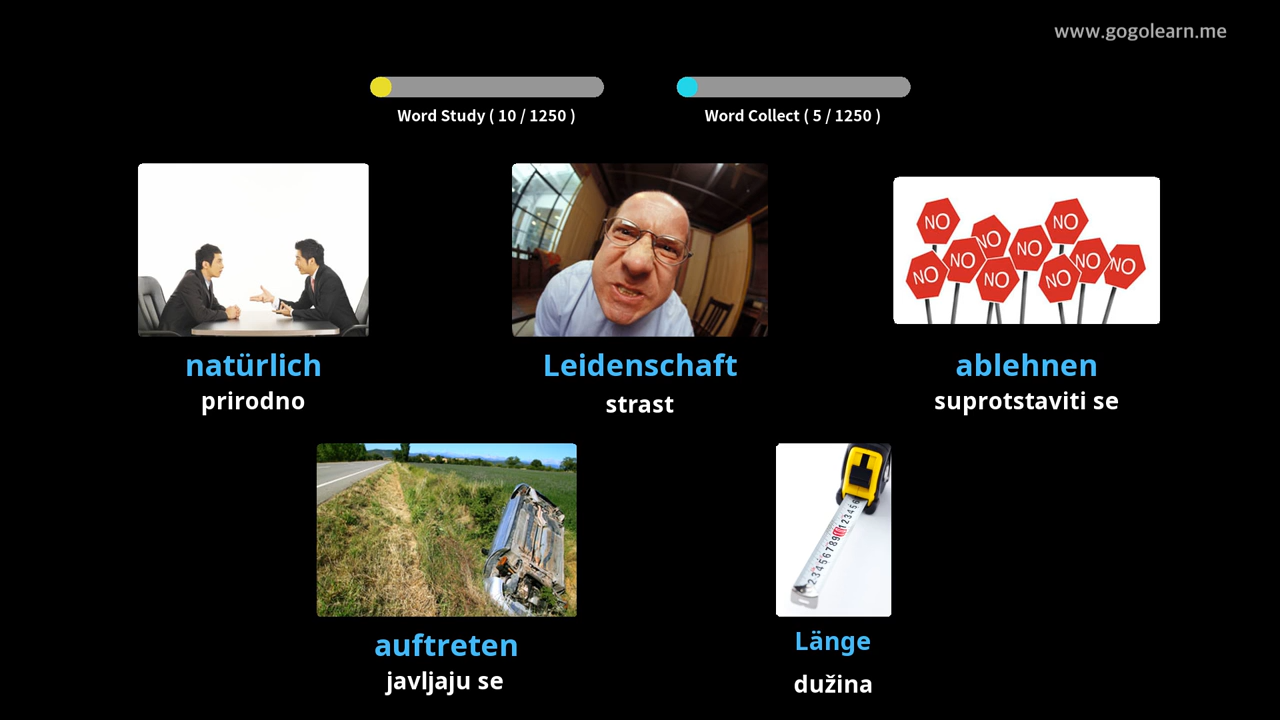 www.gogolearn.me
Word Study ( 10 / 1250 )
Word Collect ( 5 / 1250 )
NO
NO
NO
NO
NO
NO
NO
NO
NO
NO
natürlich
Leidenschaft
ablehnen
prirodno
strast
suprotstaviti se
auftreten
Länge
javljaju se
dužina